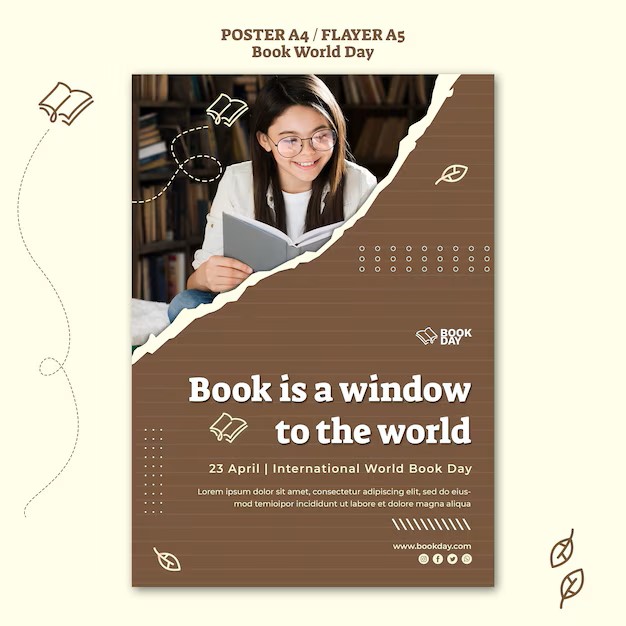 POSTER A4 / FLAYER A5
Book World Day
BOOK
DAY
Book is a window
to the world
23 April | International World Book Day
Lorem ipsum dolor sit amet, consectetur adipiscing elit, sed do eius-
mod temioipor incididunt ut labore et dolore magna aliqua
www.bookday.com